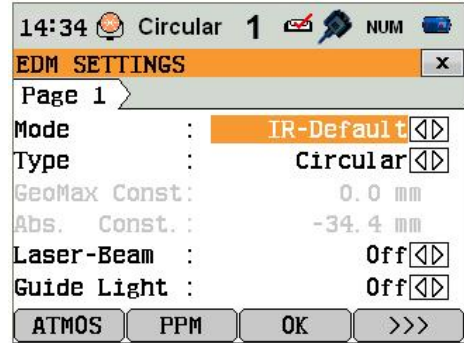 14:34 Circular 1 NUM
EDM SETTINGS x
Page 1
Mode : IR-Default
Type : Circular
GeoMax Const: 0.0 mm
Abs. Const. : -34.4 mm
Laser-Beam : Off
Guide Light : Off
ATMOS PPM OK >>>